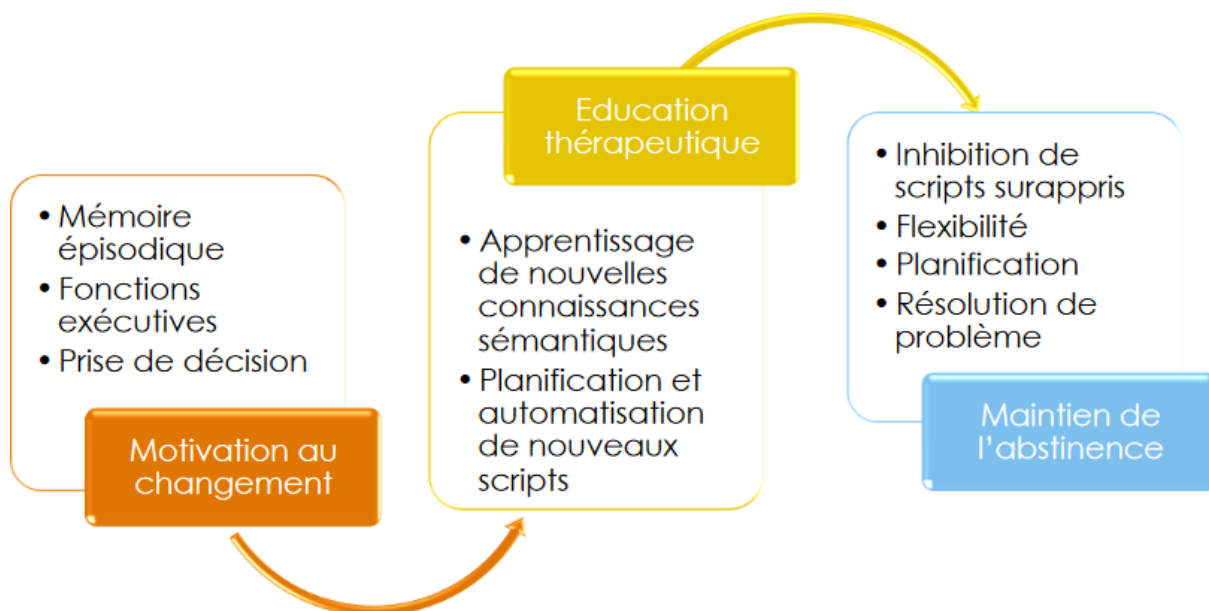 • Mémoire
épisodique
• Fonctions
exécutives
• Prise de décision
Motivation au
changement
Education
thérapeutique
• Apprentissage
de nouvelles
connaissances
sémantiques
• Planification et
automatisation
de nouveaux
scripts
• Inhibition de
scripts surappris
• Flexibilité
• Planification
• Résolution de
problème
Maintien de
l'abstinence